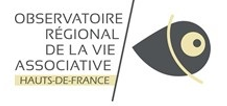 OBSERVATOIRE
RÉGIONAL
DE LA VIE
ASSOCIATIVE
HAUTS-DE-FRANCE